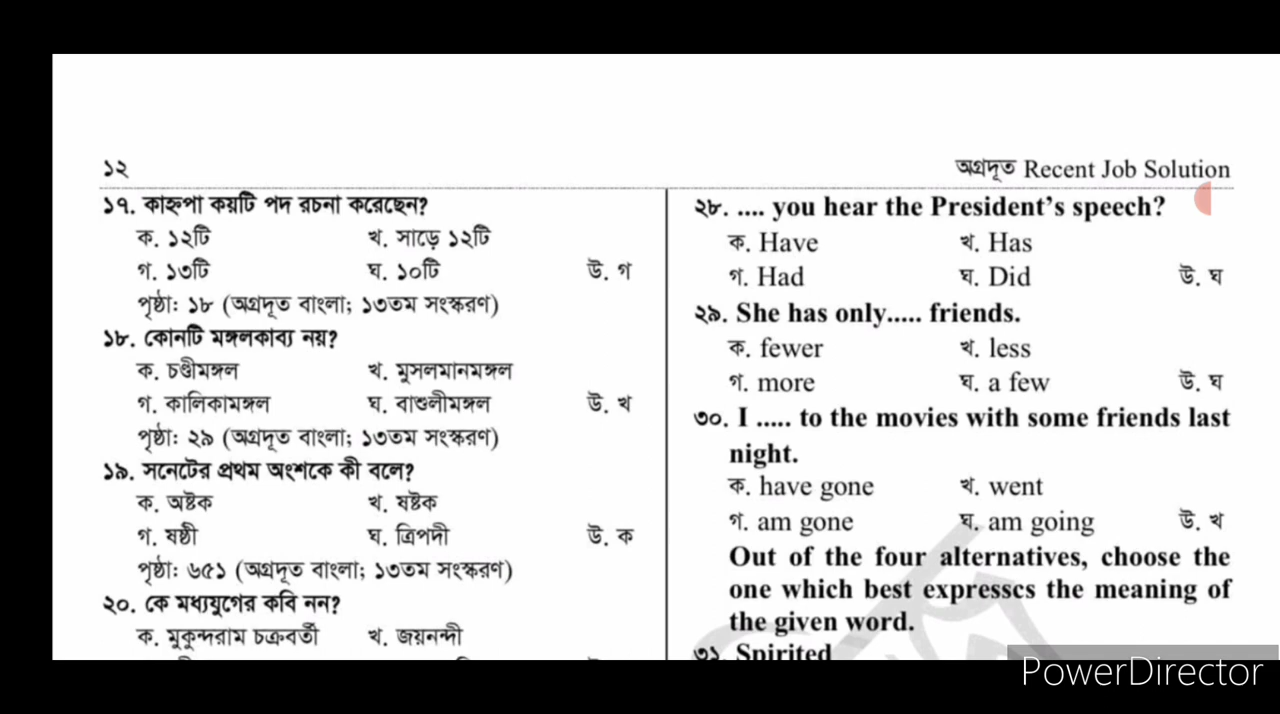 ১২
অগ্রদূত Recent Job Solution
১৭. কাহ্নপা কয়টি পদ রচনা করেছেন?
ক. ১২টি খ. সাড়ে ১২টি
গ. ১৩টি ঘ. ১০টি উ. গ
পৃষ্ঠা: ১৮ (অগ্রদূত বাংলা; ১৩তম সংস্করণ)
১৮. কোনটি মঙ্গলকাব্য নয়?
ক. চণ্ডীমঙ্গল খ. মুসলমানমঙ্গল
গ. কালিকামঙ্গল ঘ. বাশুলীমঙ্গল উ. খ
পৃষ্ঠা: ২৯ (অগ্রদূত বাংলা; ১৩তম সংস্করণ)
১৯. সনেটের প্রথম অংশকে কী বলে?
ক. অষ্টক খ. ষষ্টক
গ. ষষ্ঠী ঘ. ত্রিপদী উ. ক
পৃষ্ঠা: ৬৫১ (অগ্রদূত বাংলা; ১৩তম সংস্করণ)
২০. কে মধ্যযুগের কবি নন?
ক. মুকুন্দরাম চক্রবর্তী খ. জয়নন্দী
২৮. .... you hear the President's speech?
ক. Have খ. Has
গ. Had ঘ. Did উ. ঘ
২৯. She has only..... friends.
ক. fewer খ. less
গ. more ঘ. a few উ. ঘ
৩০. I ..... to the movies with some friends last
night.
ক. have gone খ. went
গ. am gone ঘ. am going উ. খ
Out of the four alternatives, choose the
one which best expresscs the meaning of
the given word.
৩১. Spirited
PowerDirector